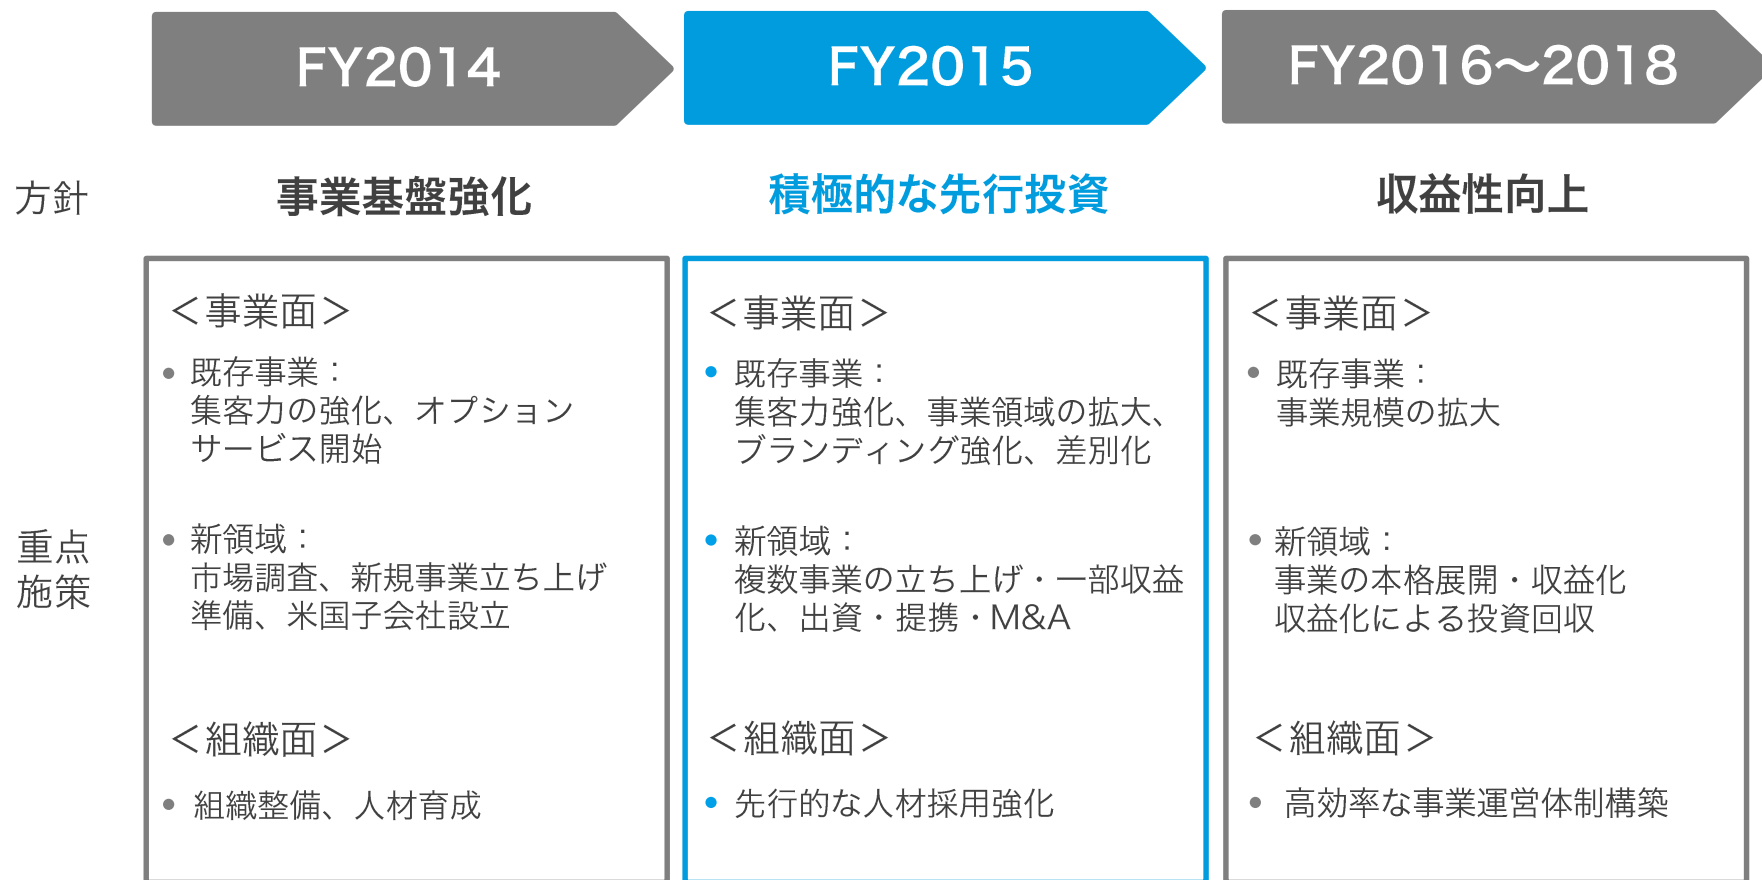 FY2014
FY2015
FY2016〜2018
方針
事業基盤強化
積極的な先行投資
収益性向上
重点
施策
＜事業面＞
• 既存事業：
集客力の強化、オプション
サービス開始
• 新領域：
市場調査、新規事業立ち上げ
準備、米国子会社設立
＜組織面＞
• 組織整備、人材育成
＜事業面＞
• 既存事業：
集客力強化、事業領域の拡大、
ブランディング強化、差別化
• 新領域：
複数事業の立ち上げ・一部収益
化、出資・提携・M&A
＜組織面＞
• 先行的な人材採用強化
＜事業面＞
• 既存事業：
事業規模の拡大
• 新領域：
事業の本格展開・収益化
収益化による投資回収
＜組織面＞
• 高効率な事業運営体制構築